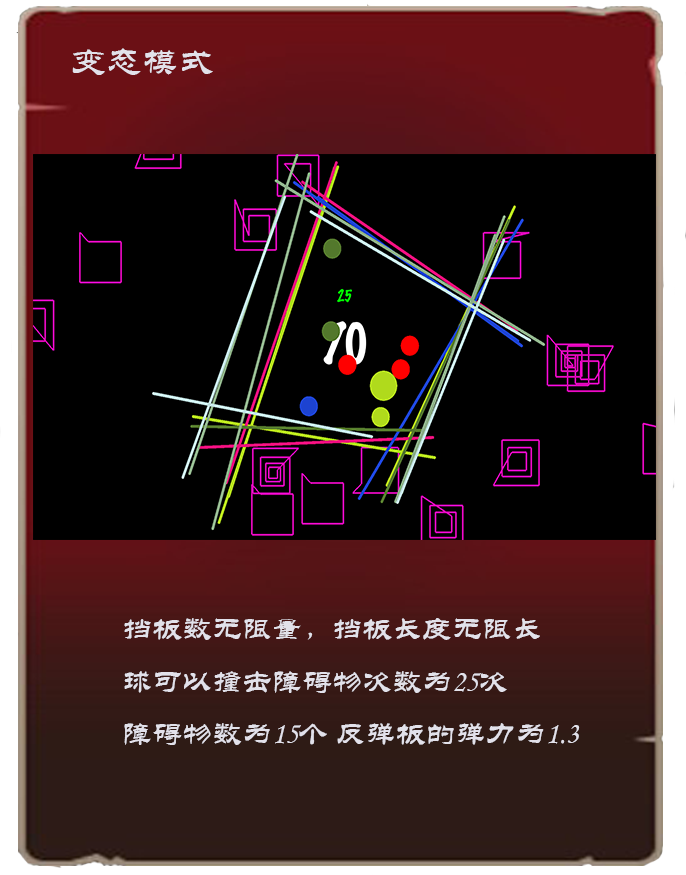 变态模式
25
70
挡板数无限量，挡板长度无限长
球可以撞击障碍物次数为25次
障碍物数为15个 反弹板的弹力为1.3